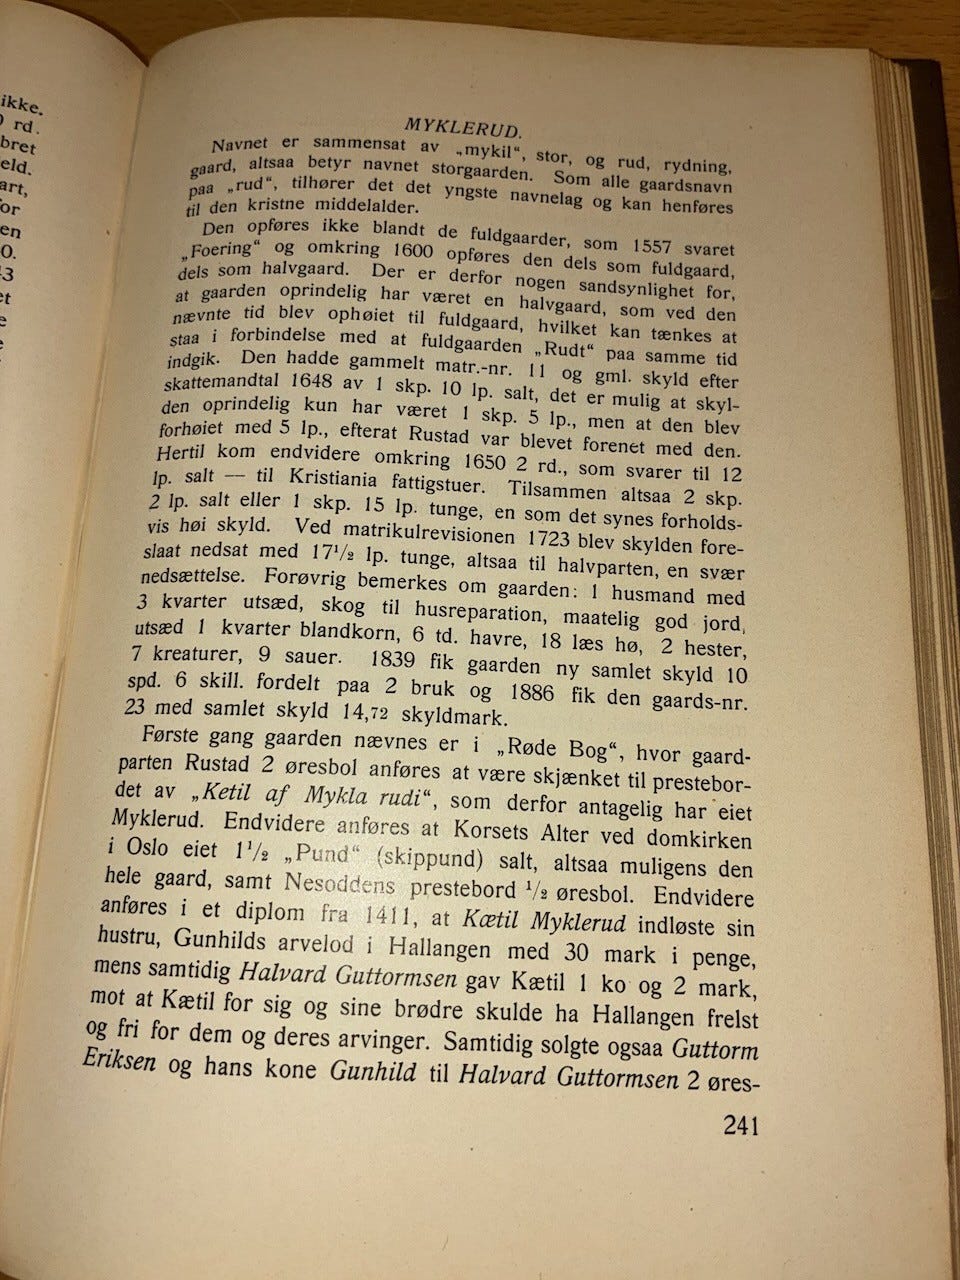 ikke.
rd.
bret
eld.
art,
for
en
0.
MYKLERUD.
Navnet er sammensat av „mykil“, stor, og rud, rydning,
gaard, altsaa betyr navnet storgaarden. Som alle gaardsnavn
paa „rud“, tilhører det det yngste navnelag og kan henføres
til den kristne middelalder.
Den opføres ikke blandt de fuldgaarder, som 1557 svaret
„Foering“ og omkring 1600 opføres den dels som fuldgaard,
dels som halvgaard. Der er derfor nogen sandsynlighet for,
at gaarden oprindelig har været en halvgaard, som ved den
nævnte tid blev ophøiet til fuldgaard, hvilket kan tænkes at
staa i forbindelse med at fuldgaarden „Rudt“ paa samme tid
indgik. Den hadde gammelt matr.-nr. 11 og gml. skyld efter
skattemandtal 1648 av 1 skp. 10 lp. salt, det er mulig at skyl-
den oprindelig kun har været 1 skp. 5 lp., men at den blev
forhøiet med 5 lp., efterat Rustad var blevet forenet med den.
Hertil kom endvidere omkring 1650 2 rd., som svarer til 12
lp. salt — til Kristiania fattigstuer. Tilsammen altsaa 2 skp.
2 lp. salt eller 1 skp. 15 lp. tunge, en som det synes forholds-
vis høi skyld. Ved matrikulrevisionen 1723 blev skylden fore-
slaat nedsat med 17¹/₂ lp. tunge, altsaa til halvparten, en svær
nedsættelse. Forøvrig bemerkes om gaarden: 1 husmand med
3 kvarter utsæd, skog til husreparation, maatelig god jord,
utsæd 1 kvarter blandkorn, 6 td. havre, 18 læs hø, 2 hester,
7 kreaturer, 9 sauer. 1839 fik gaarden ny samlet skyld 10
spd. 6 skill. fordelt paa 2 bruk og 1886 fik den gaards-nr.
23 med samlet skyld 14,72 skyldmark.
Første gang gaarden nævnes er i „Røde Bog“, hvor gaard-
parten Rustad 2 øresbol anføres at være skjænket til prestebor-
det av „Ketil af Mykla rudi“, som derfor antagelig har eiet
Myklerud. Endvidere anføres at Korsets Alter ved domkirken
i Oslo eiet 1¹/₂ „Pund“ (skippund) salt, altsaa muligens den
hele gaard, samt Nesoddens prestebord ¹/₂ øresbol. Endvidere
anføres i et diplom fra 1411, at Kætil Myklerud indløste sin
hustru, Gunhilds arvelod i Hallangen med 30 mark i penge,
mens samtidig Halvard Guttormsen gav Kætil 1 ko og 2 mark,
mot at Kætil for sig og sine brødre skulde ha Hallangen frelst
og fri for dem og deres arvinger. Samtidig solgte ogsaa Guttorm
Eriksen og hans kone Gunhild til Halvard Guttormsen 2 øres-
241